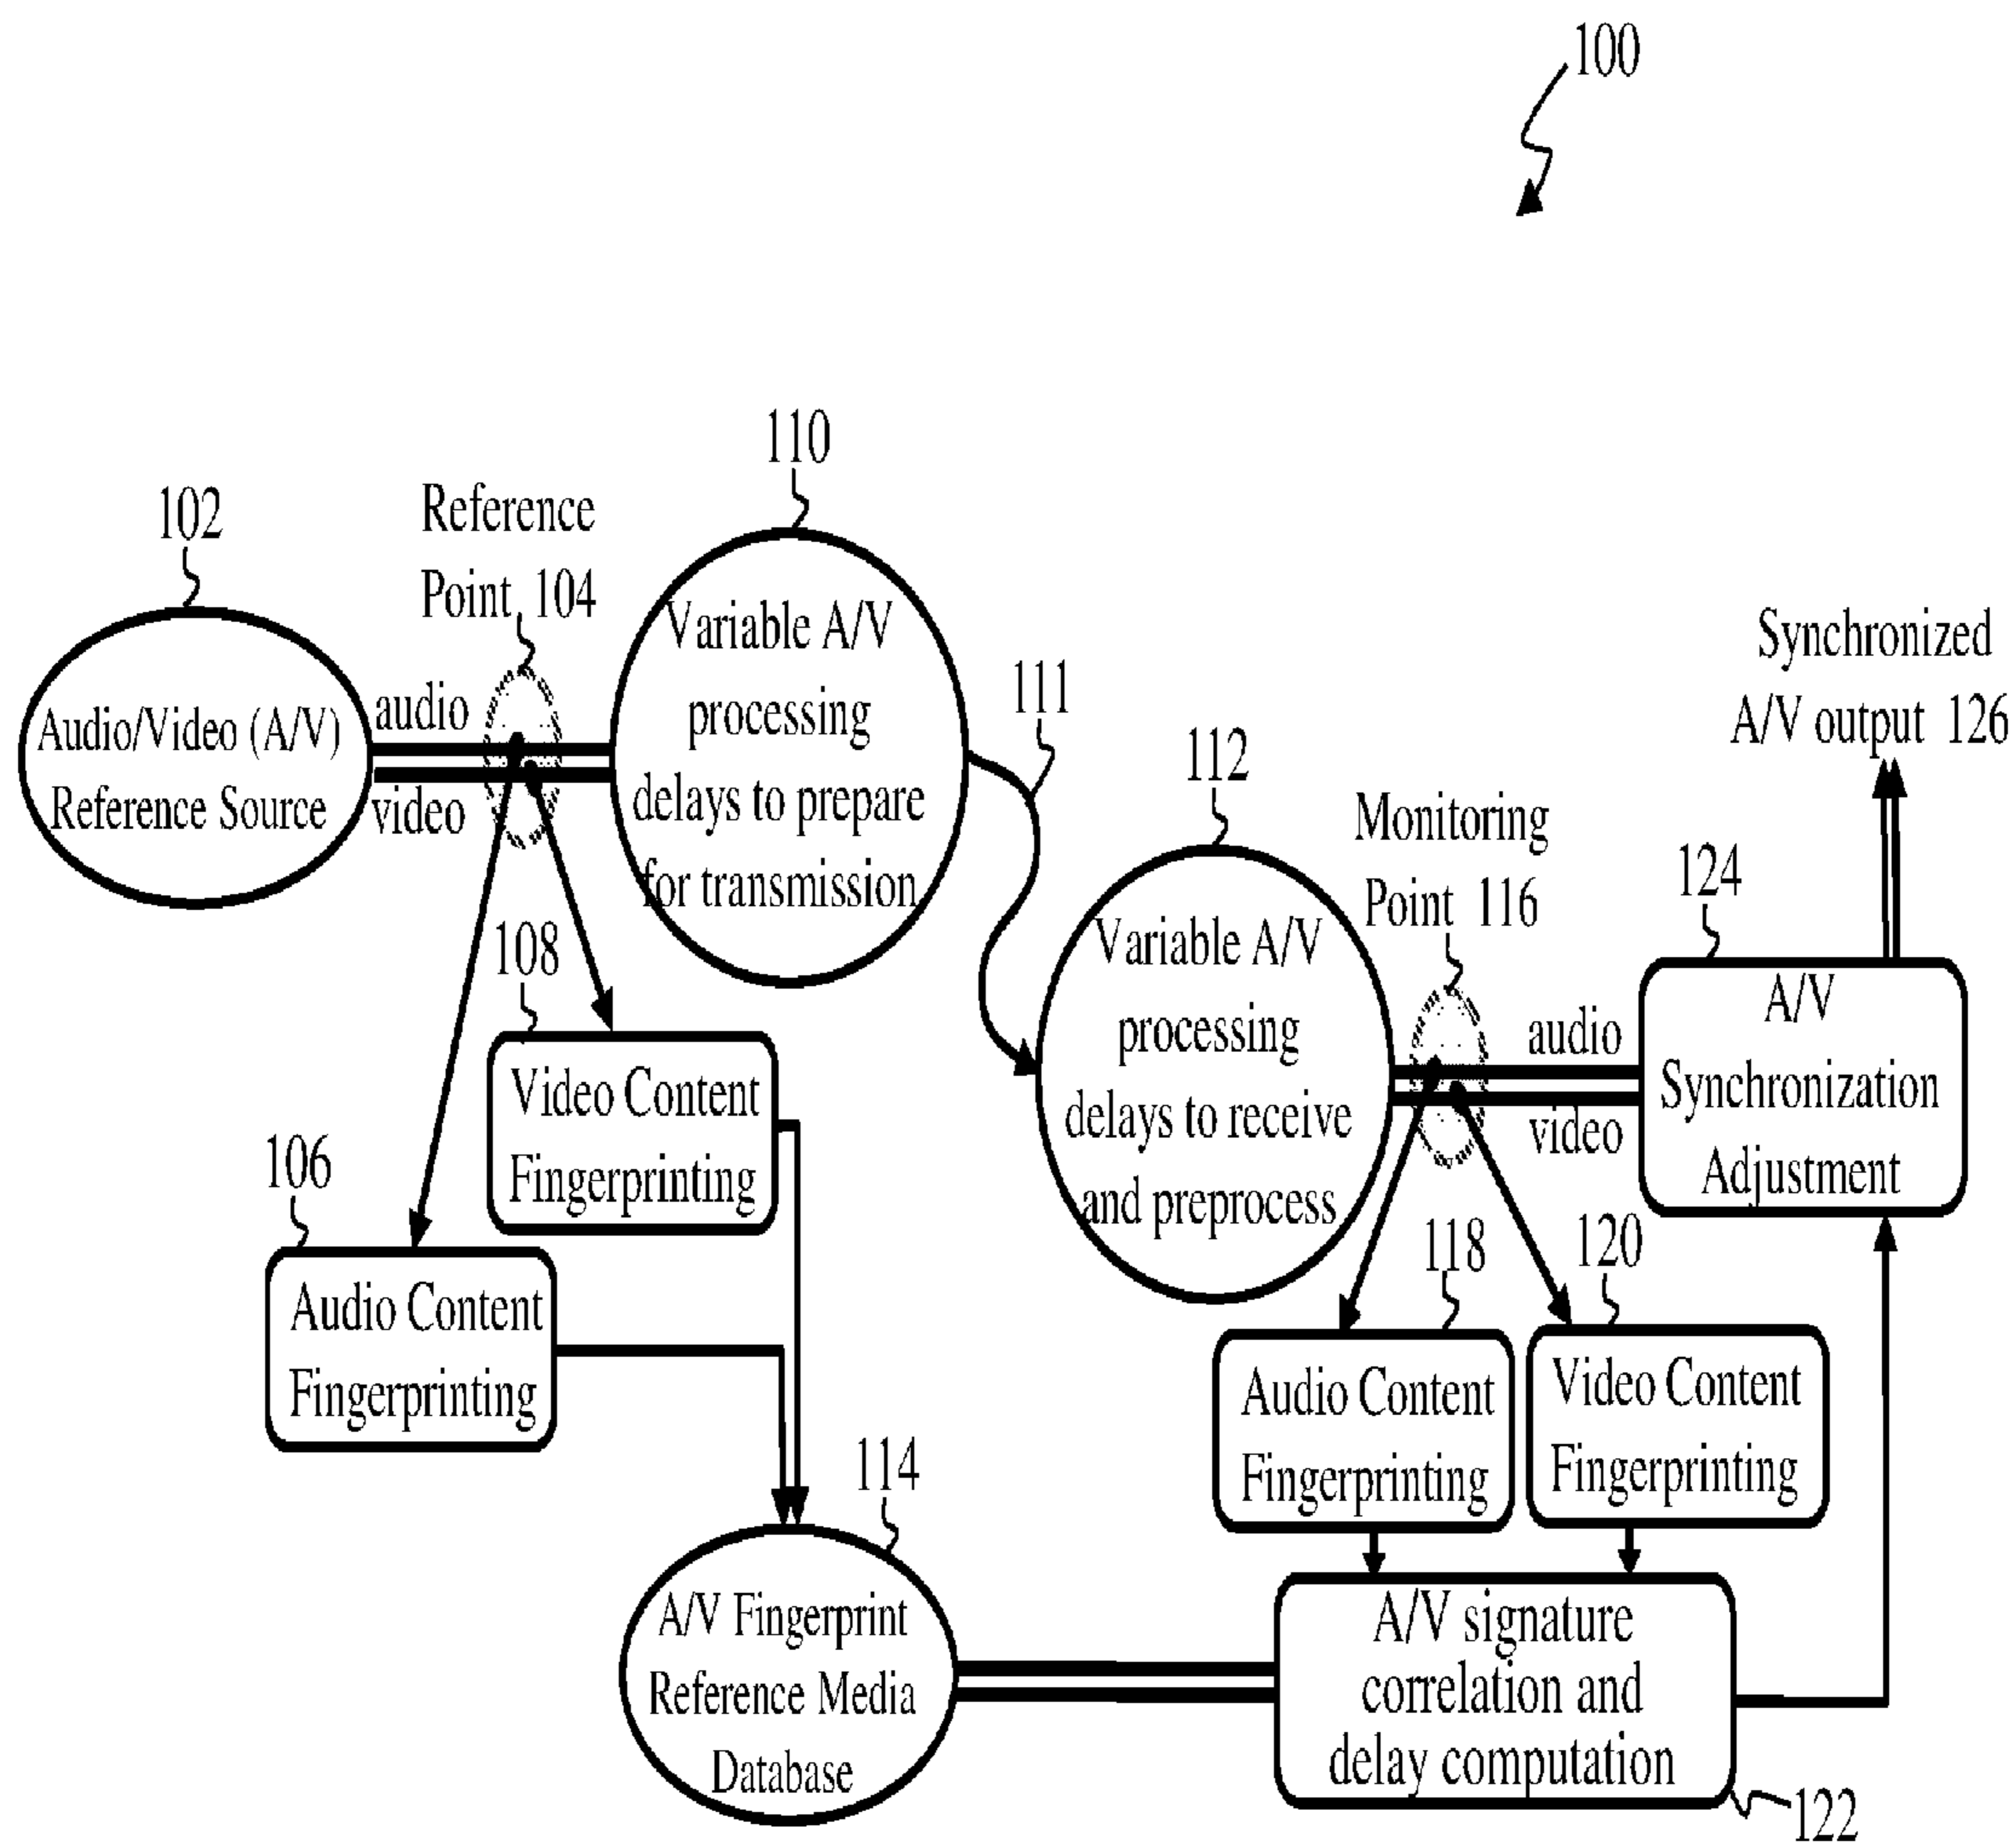 100
102
Audio/Video (A/V)
Reference Source
audio
video
Reference
Point 104
110
Variable A/V
processing
delays to prepare
for transmission
111
112
Variable A/V
processing
delays to receive
and preprocess
Monitoring
Point 116
audio
video
124
A/V
Synchronization
Adjustment
Synchronized
A/V output 126
108
Video Content
Fingerprinting
106
Audio Content
Fingerprinting
114
A/V Fingerprint
Reference Media
Database
118
Audio Content
Fingerprinting
120
Video Content
Fingerprinting
A/V signature
correlation and
delay computation
122